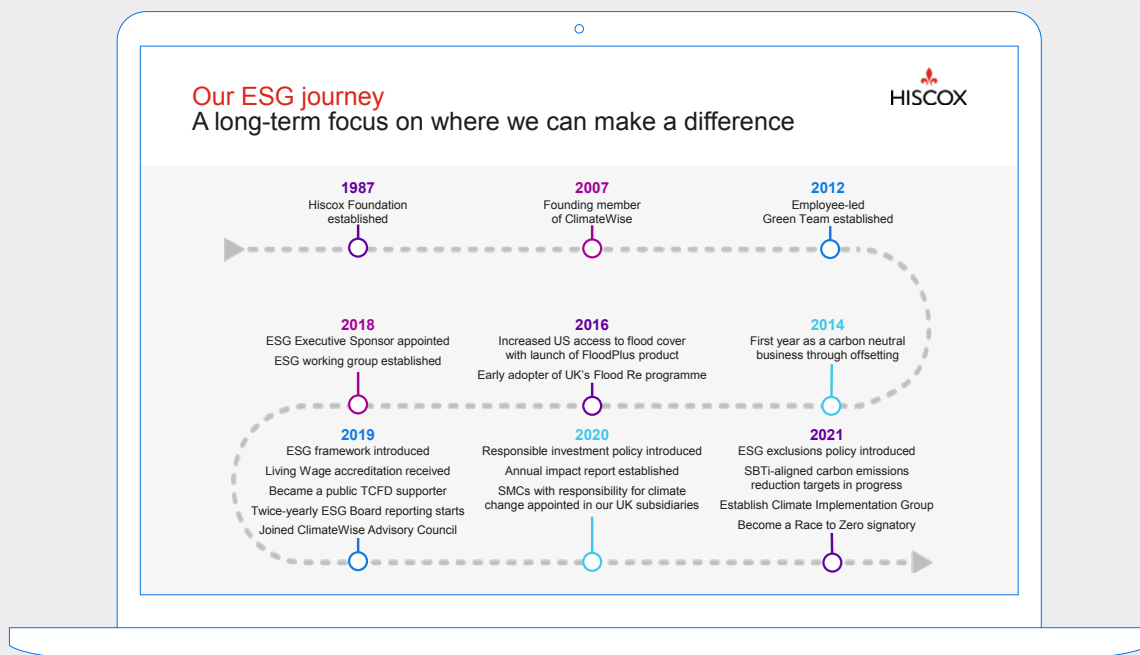 Our ESG journey
A long-term focus on where we can make a difference
HISCOX
1987
Hiscox Foundation
established
2007
Founding member
of ClimateWise
2012
Employee-led
Green Team established
2014
First year as a carbon neutral
business through offsetting
2016
Increased US access to flood cover
with launch of FloodPlus product
Early adopter of UK's Flood Re programme
2018
ESG Executive Sponsor appointed
ESG working group established
2019
ESG framework introduced
Living Wage accreditation received
Became a public TCFD supporter
Twice-yearly ESG Board reporting starts
Joined ClimateWise Advisory Council
2020
Responsible investment policy introduced
Annual impact report established
SMCs with responsibility for climate
change appointed in our UK subsidiaries
2021
ESG exclusions policy introduced
SBTi-aligned carbon emissions
reduction targets in progress
Establish Climate Implementation Group
Become a Race to Zero signatory